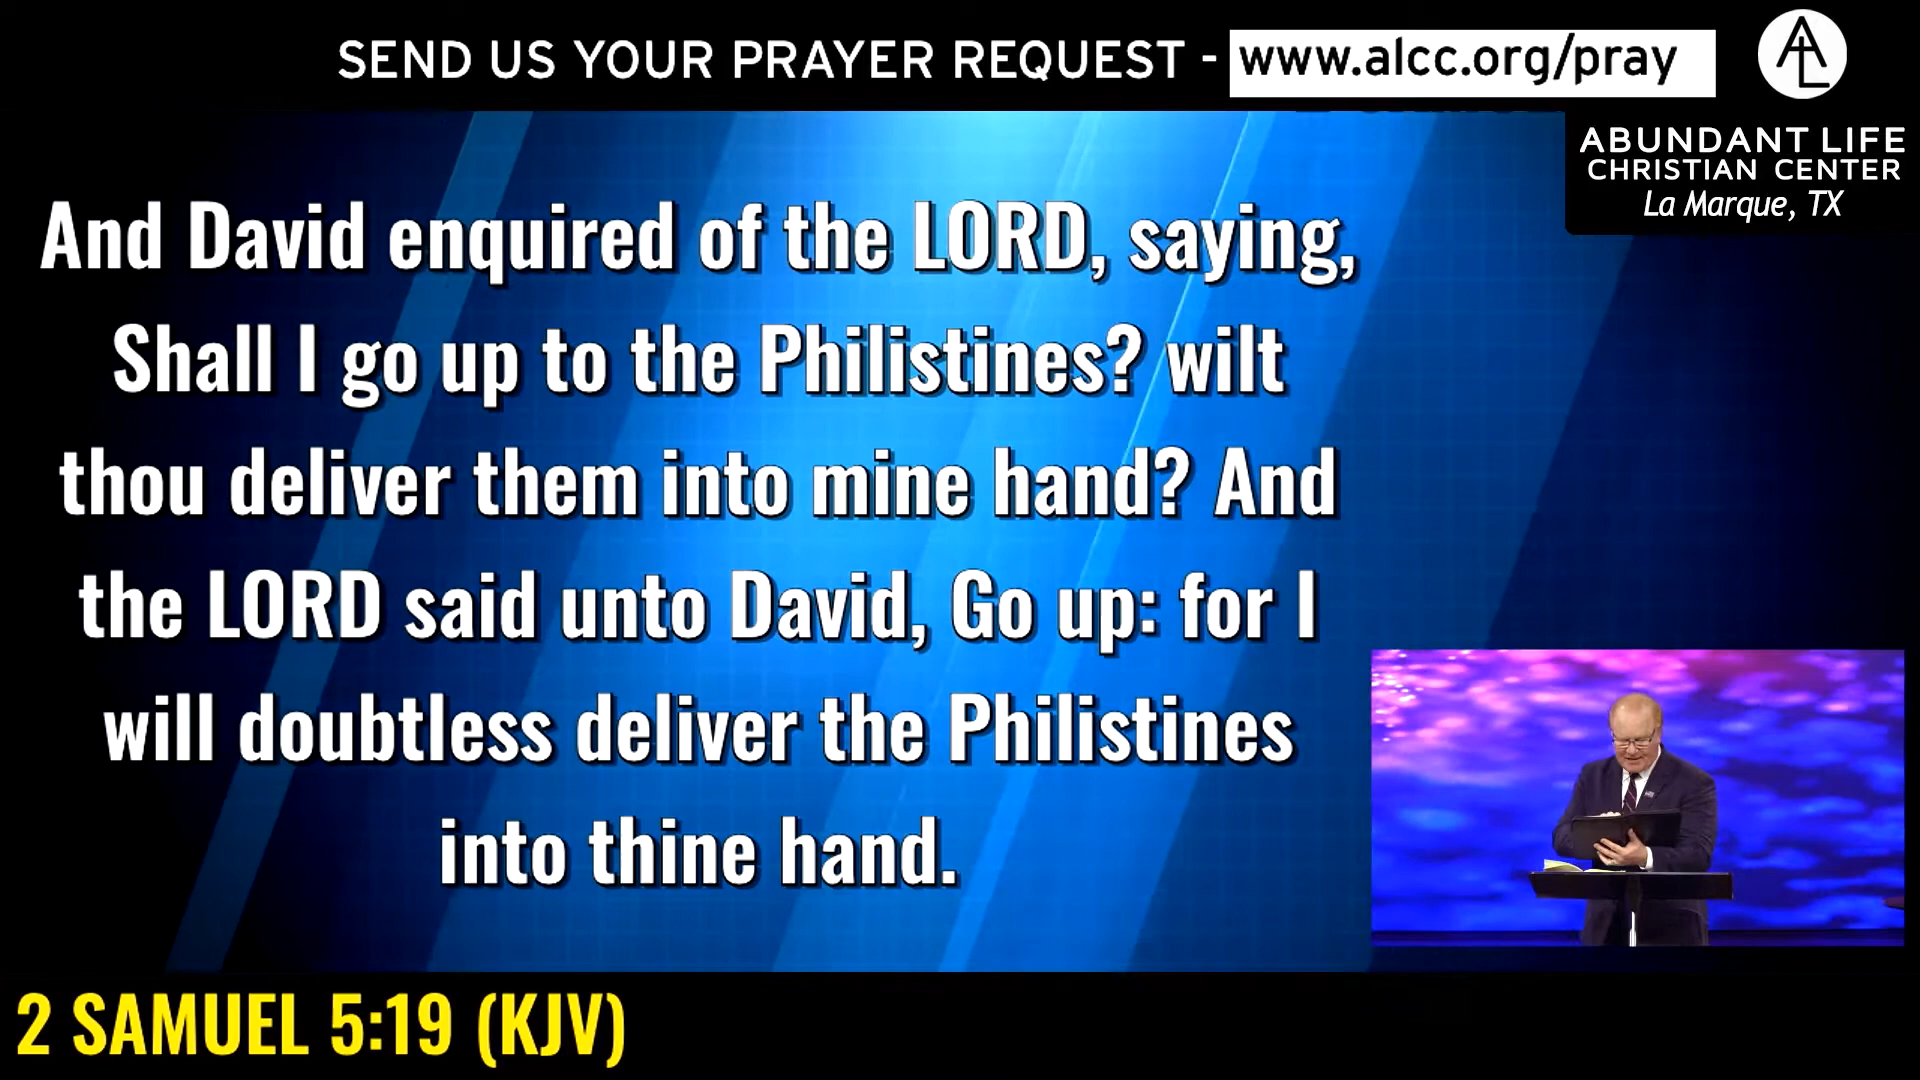 SEND US YOUR PRAYER REQUEST - www.alcc.org/pray
ABUNDANT LIFE
CHRISTIAN CENTER
La Marque, TX
And David enquired of the LORD, saying,
Shall I go up to the Philistines? wilt
thou deliver them into mine hand? And
the LORD said unto David, Go up: for I
will doubtless deliver the Philistines
into thine hand.
2 SAMUEL 5:19 (KJV)